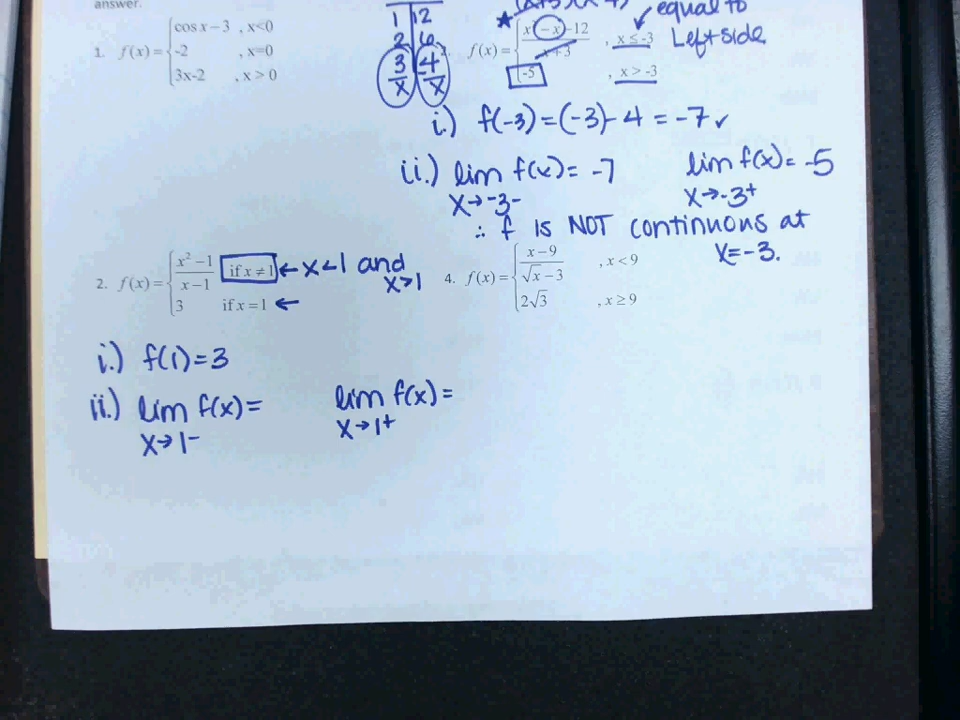 answer.
1. f(x) = { cos x − 3 , x<0
-2 , x=0
3x-2 , x > 0
1 | 12
2 | 6
3 | -4
x | x
★
x² − x − 12 , x ≤ -3
f(x) = { x + 3
-5 , x > -3
equal to
Left side
i.) f(-3) = (-3) - 4 = -7 ✓
ii.) lim f(x) = -7 lim f(x) = -5
x→-3- x→-3+
∴ f is NOT continuous at
x=-3.
2. f(x) = { x² − 1 / x − 1 if x ≠ 1 ← x<1 and
x>1
3 if x = 1 ←
4. f(x) = { x − 9 / √x − 3 , x < 9
2√3 , x ≥ 9
i.) f(1) = 3
ii.) lim f(x) = lim f(x) =
x→1- x→1+